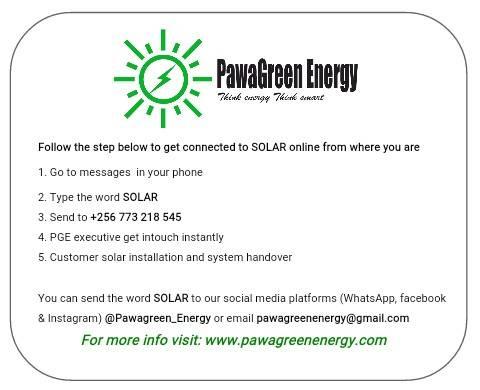 PawaGreen Energy
Think energy Think smart
Follow the step below to get connected to SOLAR online from where you are
1. Go to messages in your phone
2. Type the word SOLAR
3. Send to +256 773 218 545
4. PGE executive get intouch instantly
5. Customer solar installation and system handover
You can send the word SOLAR to our social media platforms (WhatsApp, facebook
& Instagram) @Pawagreen_Energy or email pawagreenenergy@gmail.com
For more info visit: www.pawagreenenergy.com